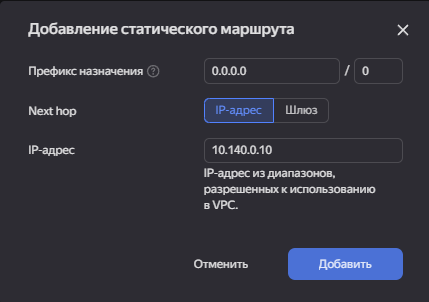 Добавление статического маршрута
Префикс назначения 0.0.0.0 / 0
Next hop IP-адрес Шлюз
IP-адрес 10.140.0.10
IP-адрес из диапазонов,
разрешенных к использованию
в VPC.
Отменить Добавить